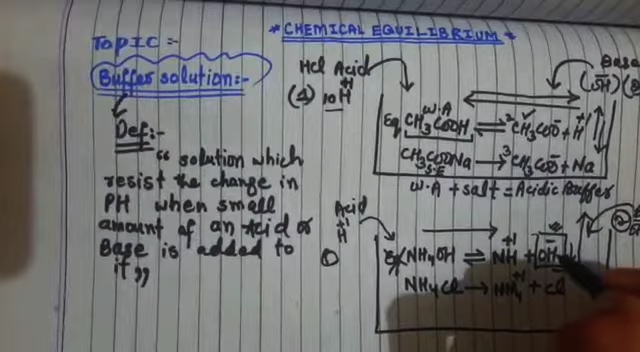 * CHEMICAL EQUILIBRIUM *
Topic:-
Buffer solution:-
Def:-
"solution which
resist the change in
PH when small
amount of an Acid or
Base is added to
it"
Hcl Acid
Base
(OH)
W.A
Eq CH3COOH ⇌ CH3COO- + H+
CH3COONa → CH3COO- + Na
S.E
W.A + salt = Acidic Buffer
Acid
H+
NH4OH ⇌ NH+ + OH-
NH4Cl → NH4+ + Cl